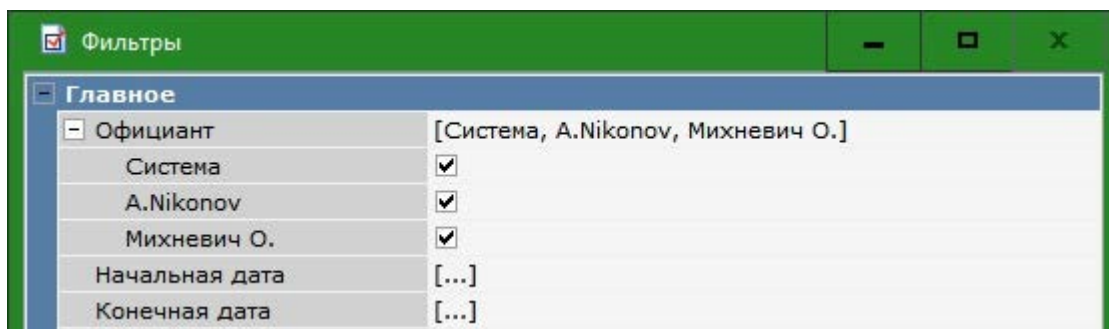 Фильтры
Главное
Официант [Система, A.Nikonov, Михневич О.]
Система
A.Nikonov
Михневич О.
Начальная дата [...]
Конечная дата [...]